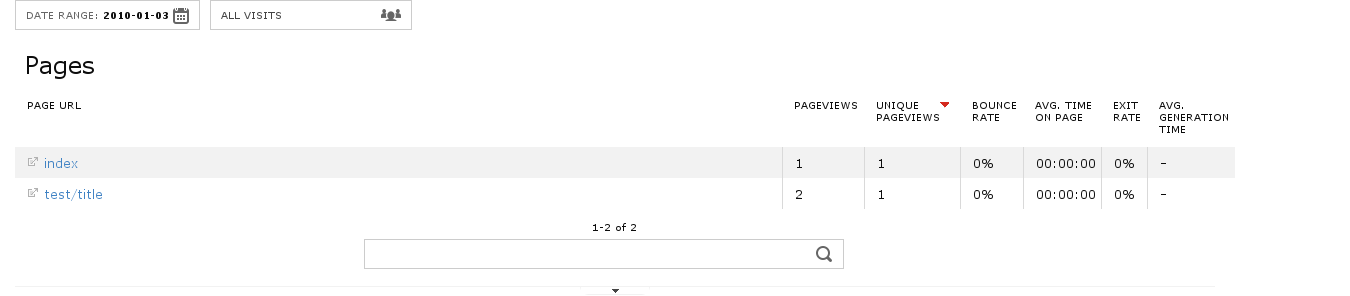 DATE RANGE: 2010-01-03 ALL VISITS
Pages
PAGE URL PAGEVIEWS UNIQUE PAGEVIEWS BOUNCE RATE AVG. TIME ON PAGE EXIT RATE AVG. GENERATION TIME
index 1 1 0% 00:00:00 0% -
test/title 2 1 0% 00:00:00 0% -
1-2 of 2